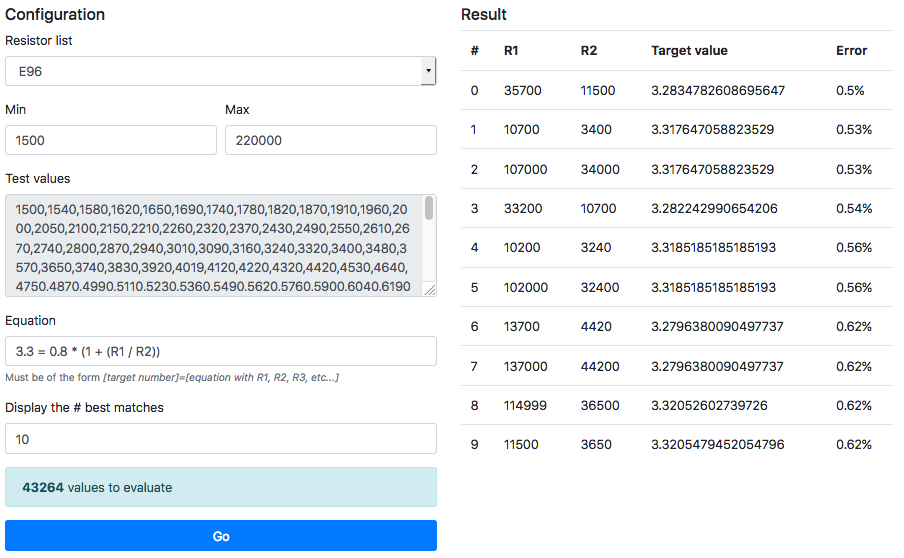 Configuration
Resistor list
E96
Min
Max
1500
220000
Test values
1500,1540,1580,1620,1650,1690,1740,1780,1820,1870,1910,1960,20
00,2050,2100,2150,2210,2260,2320,2370,2430,2490,2550,2610,26
70,2740,2800,2870,2940,3010,3090,3160,3240,3320,3400,3480,3
570,3650,3740,3830,3920,4019,4120,4220,4320,4420,4530,4640,
4750,4870,4990,5110,5230,5360,5490,5620,5760,5900,6040,6190
Equation
3.3 = 0.8 * (1 + (R1 / R2))
Must be of the form [target number]=[equation with R1, R2, R3, etc...]
Display the # best matches
10
43264 values to evaluate
Go
Result
# R1 R2 Target value Error
0 35700 11500 3.2834782608695647 0.5%
1 10700 3400 3.317647058823529 0.53%
2 107000 34000 3.317647058823529 0.53%
3 33200 10700 3.282242990654206 0.54%
4 10200 3240 3.3185185185185193 0.56%
5 102000 32400 3.3185185185185193 0.56%
6 13700 4420 3.2796380090497737 0.62%
7 137000 44200 3.2796380090497737 0.62%
8 114999 36500 3.32052602739726 0.62%
9 11500 3650 3.3205479452054796 0.62%